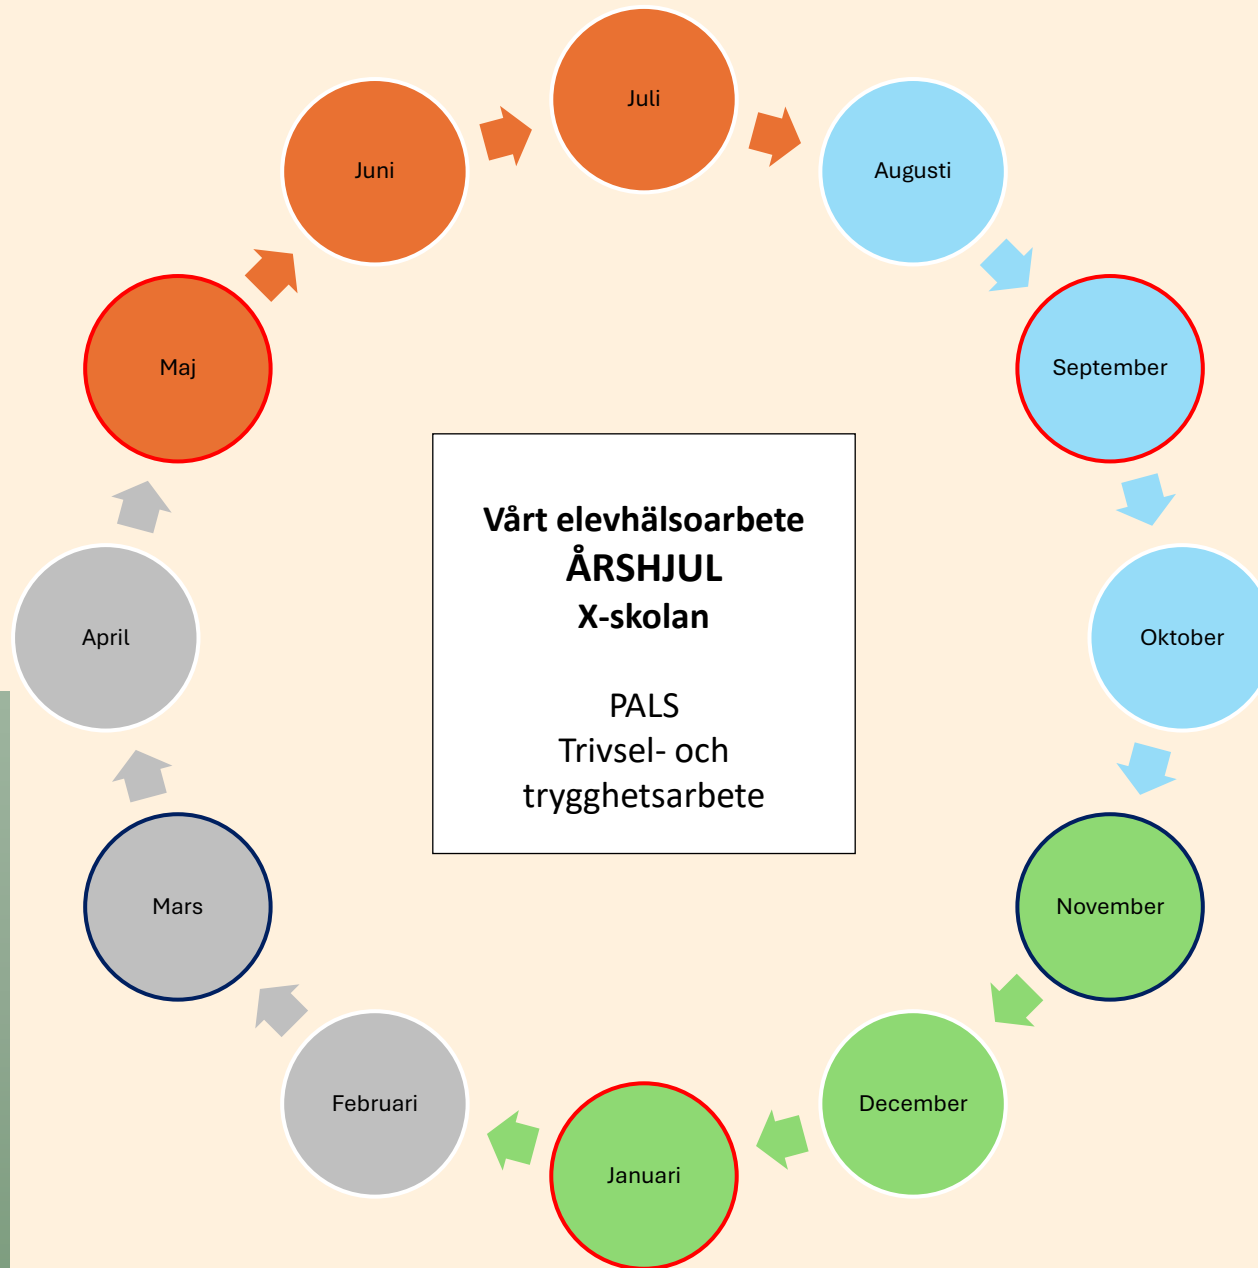 Juli
Augusti
September
Oktober
November
December
Januari
Februari
Mars
April
Maj
Juni
Vårt elevhälsoarbete
ÅRSHJUL
X-skolan
PALS
Trivsel- och
trygghetsarbete